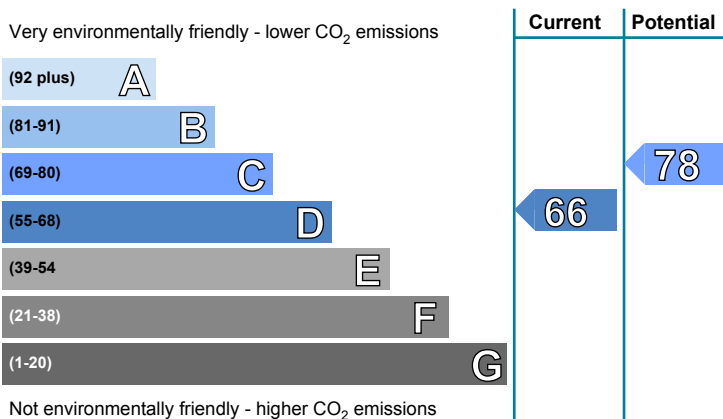 Current Potential
Very environmentally friendly - lower CO2 emissions
(92 plus) A
(81-91) B
(69-80) C
78
(55-68) D
66
(39-54 E
(21-38) F
(1-20) G
Not environmentally friendly - higher CO2 emissions